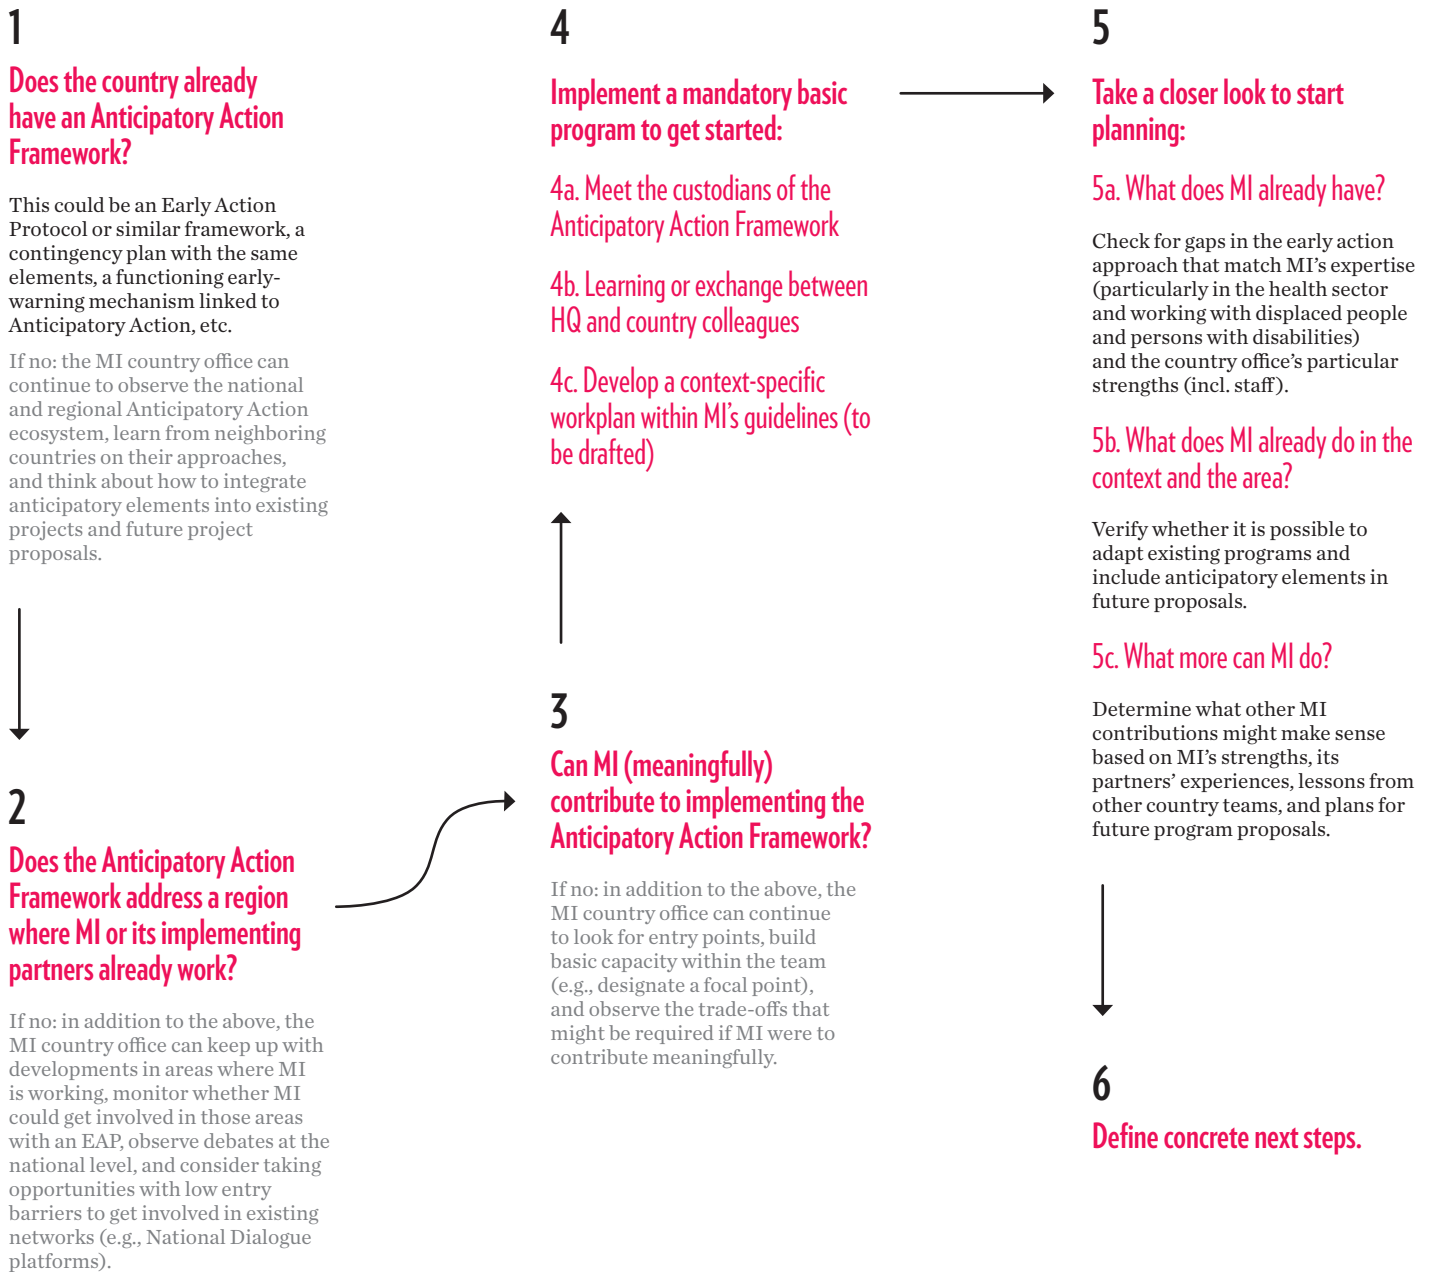 1
Does the country already
have an Anticipatory Action
Framework?
This could be an Early Action
Protocol or similar framework, a
contingency plan with the same
elements, a functioning early-
warning mechanism linked to
Anticipatory Action, etc.
If no: the MI country office can
continue to observe the national
and regional Anticipatory Action
ecosystem, learn from neighboring
countries on their approaches,
and think about how to integrate
anticipatory elements into existing
projects and future project
proposals.
2
Does the Anticipatory Action
Framework address a region
where MI or its implementing
partners already work?
If no: in addition to the above, the
MI country office can keep up with
developments in areas where MI
is working, monitor whether MI
could get involved in those areas
with an EAP, observe debates at the
national level, and consider taking
opportunities with low entry
barriers to get involved in existing
networks (e.g., National Dialogue
platforms).
3
Can MI (meaningfully)
contribute to implementing the
Anticipatory Action Framework?
If no: in addition to the above, the
MI country office can continue
to look for entry points, build
basic capacity within the team
(e.g., designate a focal point),
and observe the trade-offs that
might be required if MI were to
contribute meaningfully.
4
Implement a mandatory basic
program to get started:
4a. Meet the custodians of the
Anticipatory Action Framework
4b. Learning or exchange between
HQ and country colleagues
4c. Develop a context-specific
workplan within MI's guidelines (to
be drafted)
5
Take a closer look to start
planning:
5a. What does MI already have?
Check for gaps in the early action
approach that match MI's expertise
(particularly in the health sector
and working with displaced people
and persons with disabilities)
and the country office's particular
strengths (incl. staff).
5b. What does MI already do in the
context and the area?
Verify whether it is possible to
adapt existing programs and
include anticipatory elements in
future proposals.
5c. What more can MI do?
Determine what other MI
contributions might make sense
based on MI's strengths, its
partners' experiences, lessons from
other country teams, and plans for
future program proposals.
6
Define concrete next steps.